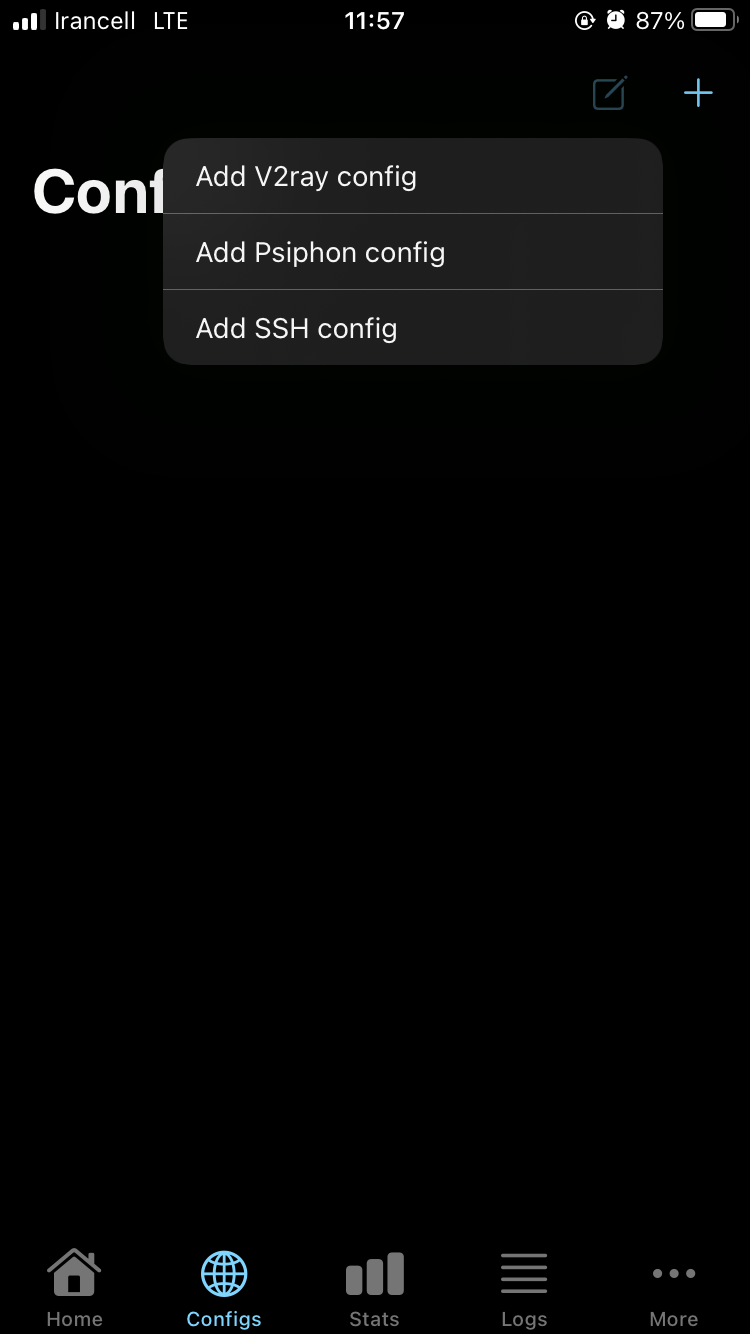 Irancell LTE 11:57 87%
Conf
Add V2ray config
Add Psiphon config
Add SSH config
Home Configs Stats Logs More